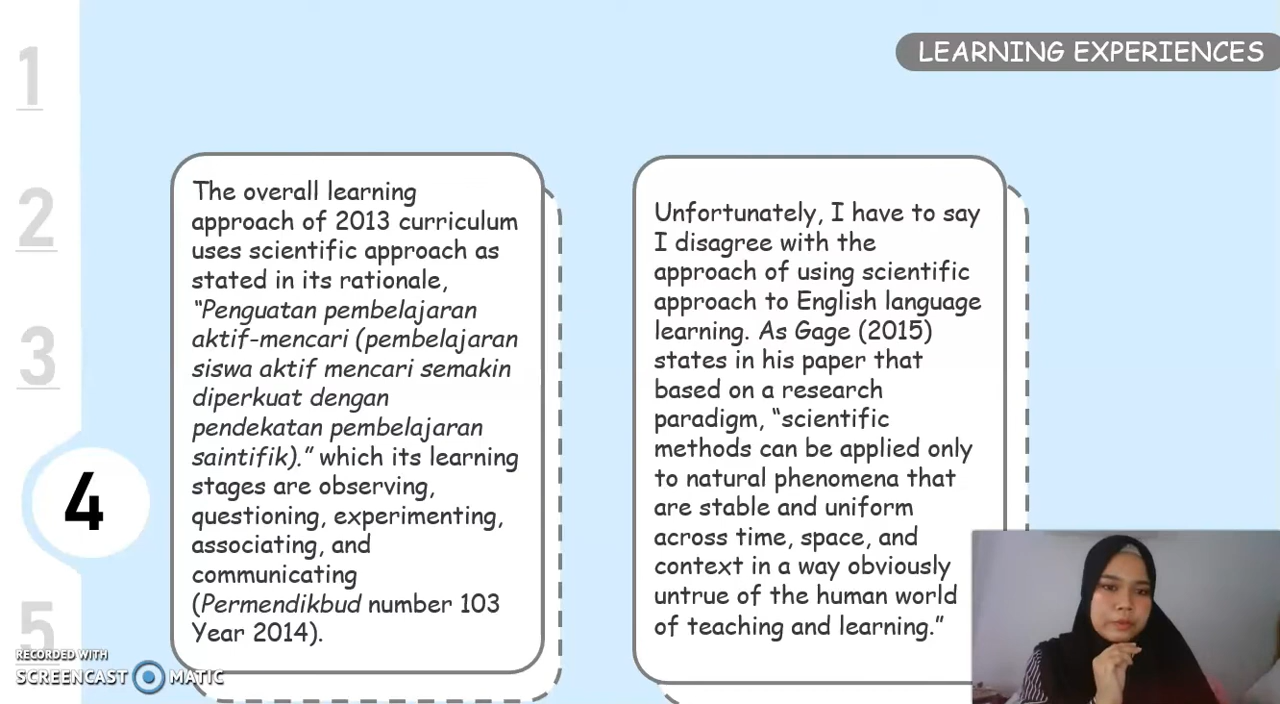 1
LEARNING EXPERIENCES
2
3
4
5
The overall learning
approach of 2013 curriculum
uses scientific approach as
stated in its rationale,
“Penguatan pembelajaran
aktif-mencari (pembelajaran
siswa aktif mencari semakin
diperkuat dengan
pendekatan pembelajaran
saintifik).” which its learning
stages are observing,
questioning, experimenting,
associating, and
communicating
(Permendikbud number 103
Year 2014).
Unfortunately, I have to say
I disagree with the
approach of using scientific
approach to English language
learning. As Gage (2015)
states in his paper that
based on a research
paradigm, “scientific
methods can be applied only
to natural phenomena that
are stable and uniform
across time, space, and
context in a way obviously
untrue of the human world
of teaching and learning.”
RECORDED WITH
SCREENCAST MATIC